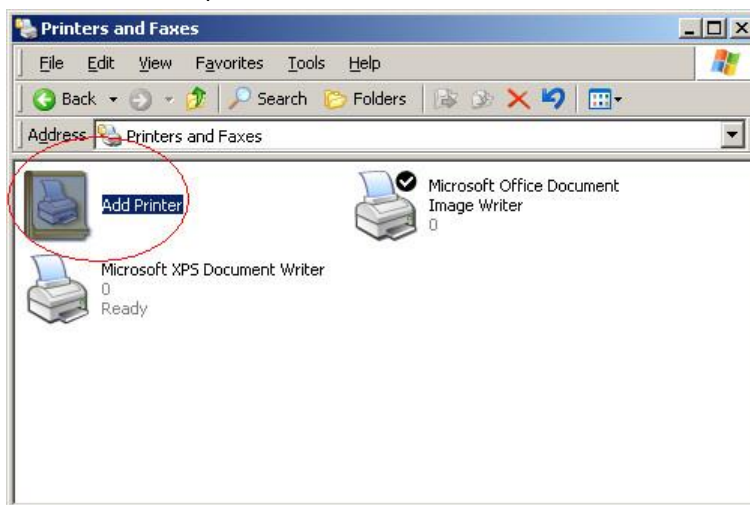 Printers and Faxes
File Edit View Favorites Tools Help
Back Search Folders
Address Printers and Faxes
Add Printer
Microsoft Office Document
Image Writer
0
Microsoft XPS Document Writer
0
Ready